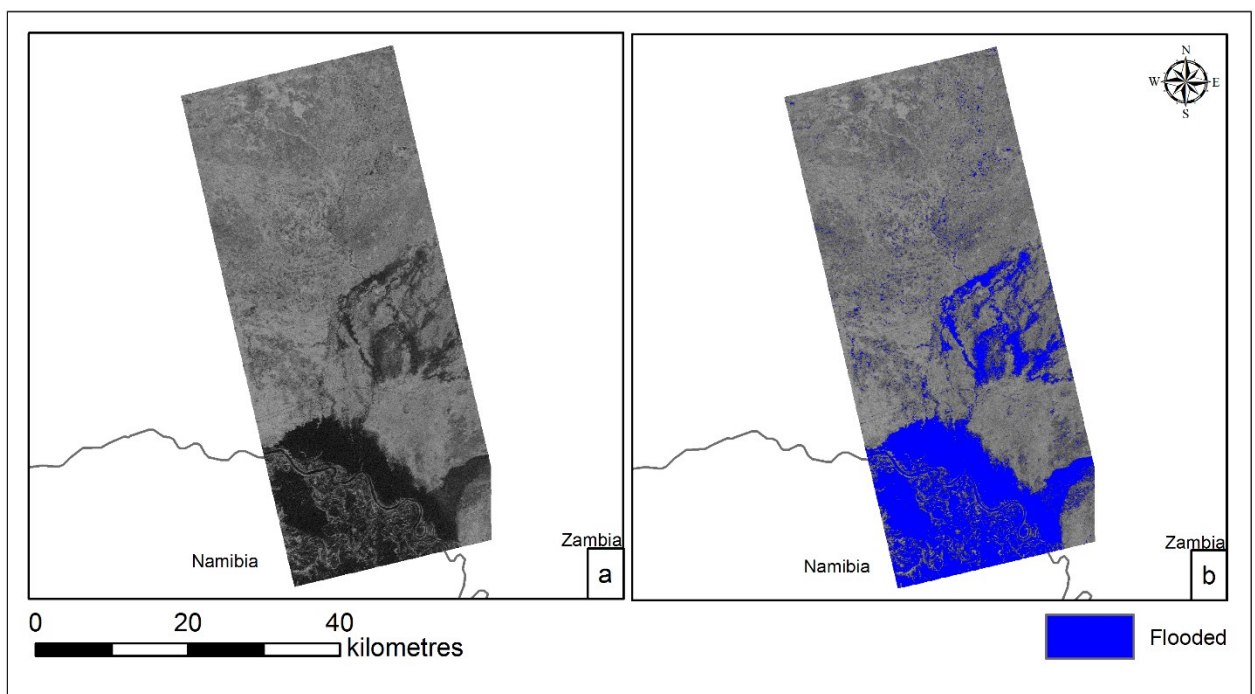 N
W E
S
Zambia
Namibia
a
Zambia
Namibia
b
0 20 40
kilometres
Flooded